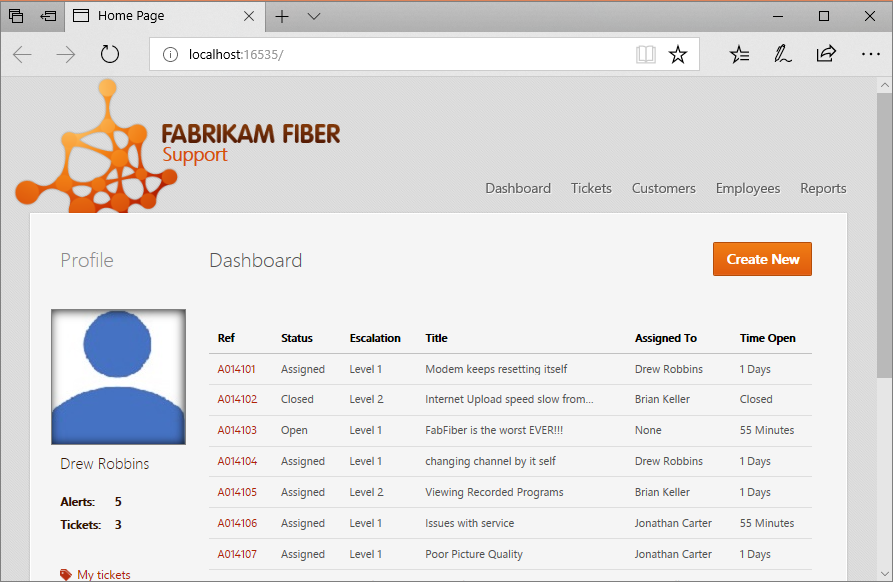 Home Page
localhost:16535/
FABRIKAM FIBER
Support
Dashboard Tickets Customers Employees Reports
Profile
Dashboard
Create New
Ref Status Escalation Title Assigned To Time Open
A014101 Assigned Level 1 Modem keeps resetting itself Drew Robbins 1 Days
A014102 Closed Level 2 Internet Upload speed slow from... Brian Keller Closed
A014103 Open Level 1 FabFiber is the worst EVER!!! None 55 Minutes
A014104 Assigned Level 1 changing channel by it self Drew Robbins 1 Days
A014105 Assigned Level 2 Viewing Recorded Programs Brian Keller 1 Days
A014106 Assigned Level 1 Issues with service Jonathan Carter 55 Minutes
A014107 Assigned Level 1 Poor Picture Quality Jonathan Carter 1 Days
Drew Robbins
Alerts: 5
Tickets: 3
My tickets